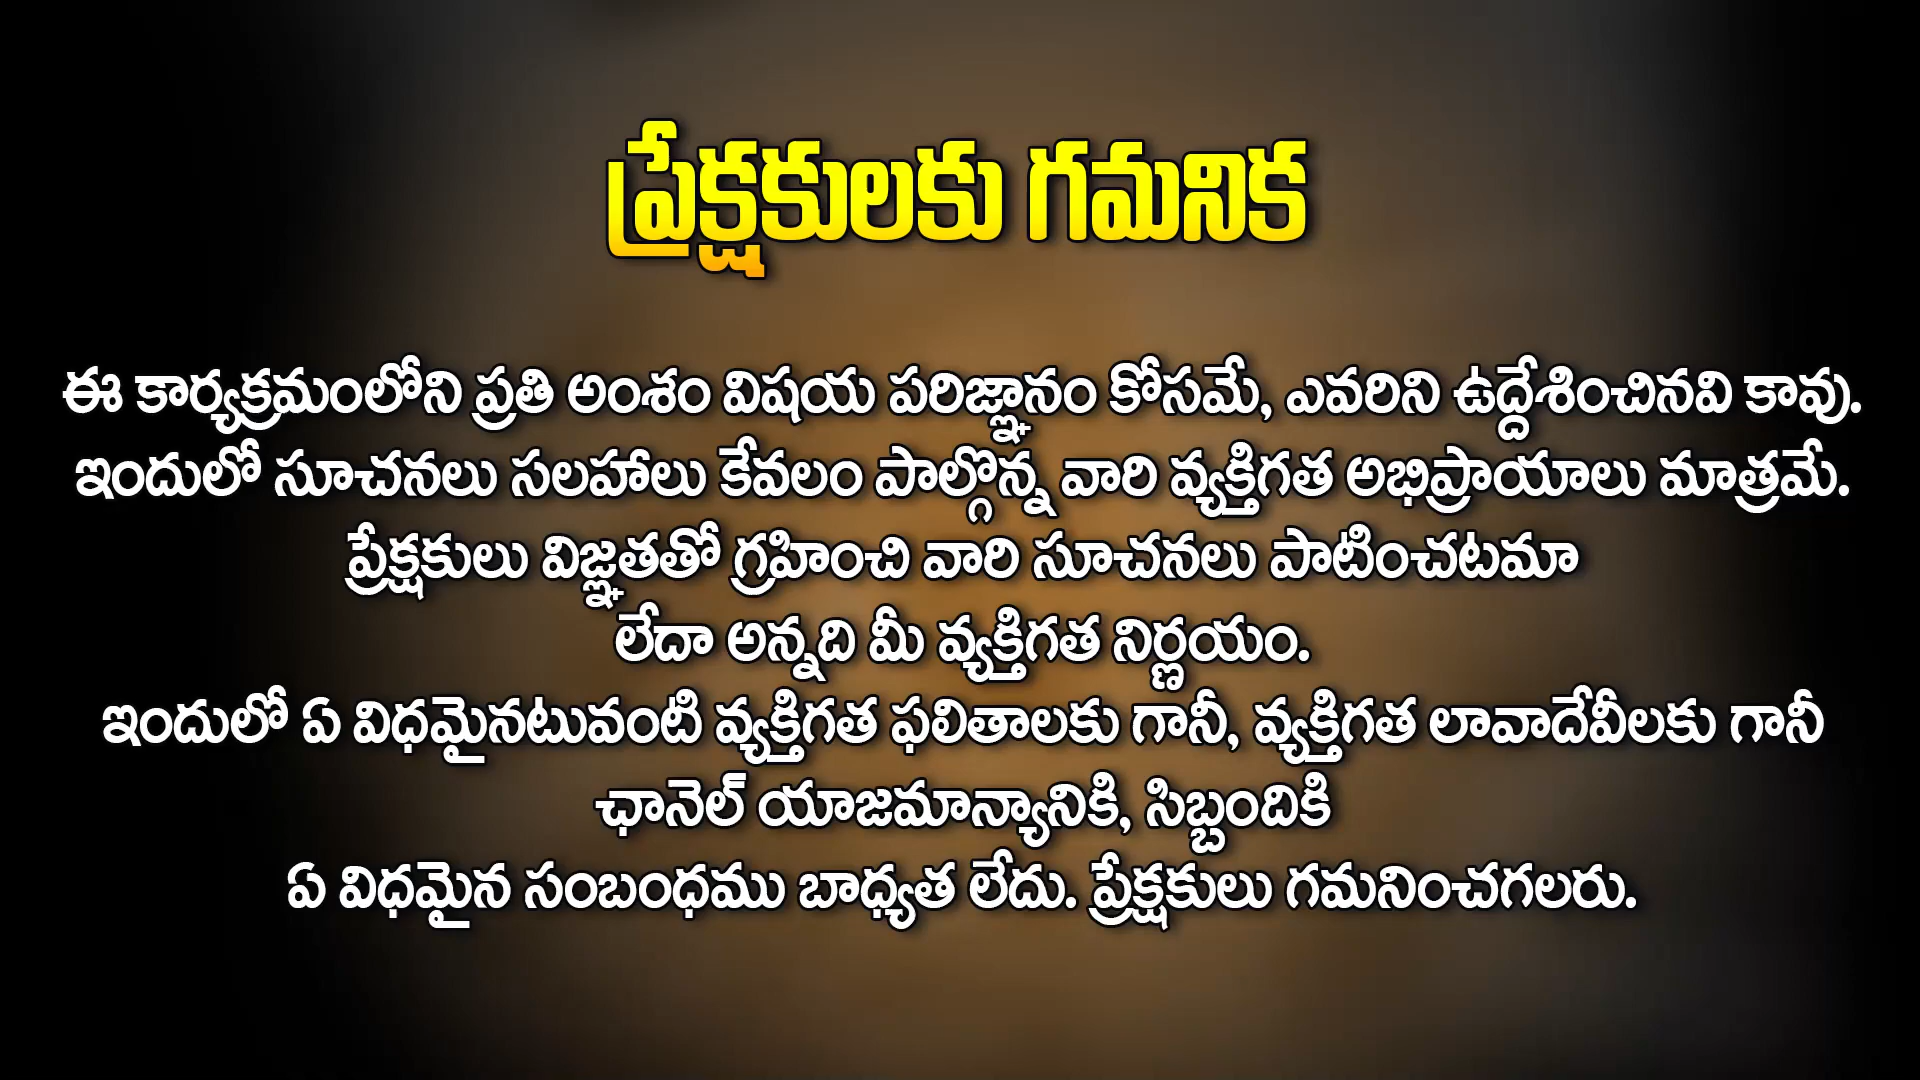 ప్రేక్షకులకు గమనిక
ఈ కార్యక్రమంలోని ప్రతి అంశం విషయ పరిజ్ఞానం కోసమే, ఎవరిని ఉద్దేశించినవి కావు.
ఇందులో సూచనలు సలహాలు కేవలం పాల్గొన్న వారి వ్యక్తిగత అభిప్రాయాలు మాత్రమే.
ప్రేక్షకులు విజ్ఞతతో గ్రహించి వారి సూచనలు పాటించటమా
లేదా అన్నది మీ వ్యక్తిగత నిర్ణయం.
ఇందులో ఏ విధమైనటువంటి వ్యక్తిగత ఫలితాలకు గానీ, వ్యక్తిగత లావాదేవీలకు గానీ
ఛానెల్ యాజమాన్యానికి, సిబ్బందికి
ఏ విధమైన సంబంధము బాధ్యత లేదు. ప్రేక్షకులు గమనించగలరు.